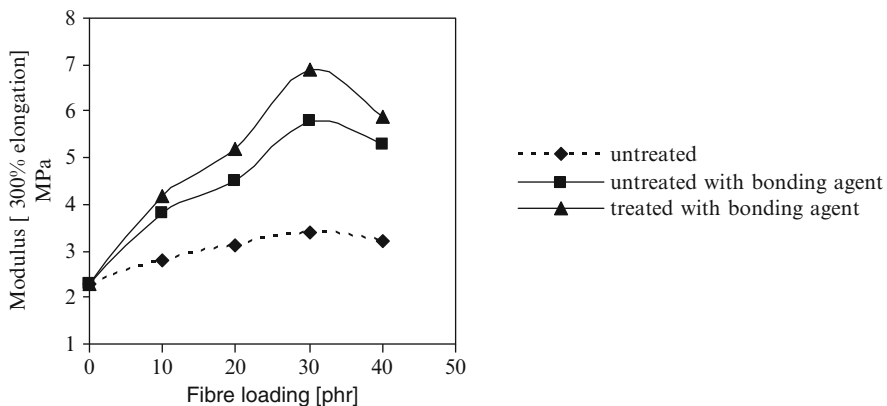 8
7
6
5
4
3
2
1
0
10
20
30
40
50
Modulus [ 300% elongation]
MPa
Fibre loading [phr]
untreated
untreated with bonding agent
treated with bonding agent